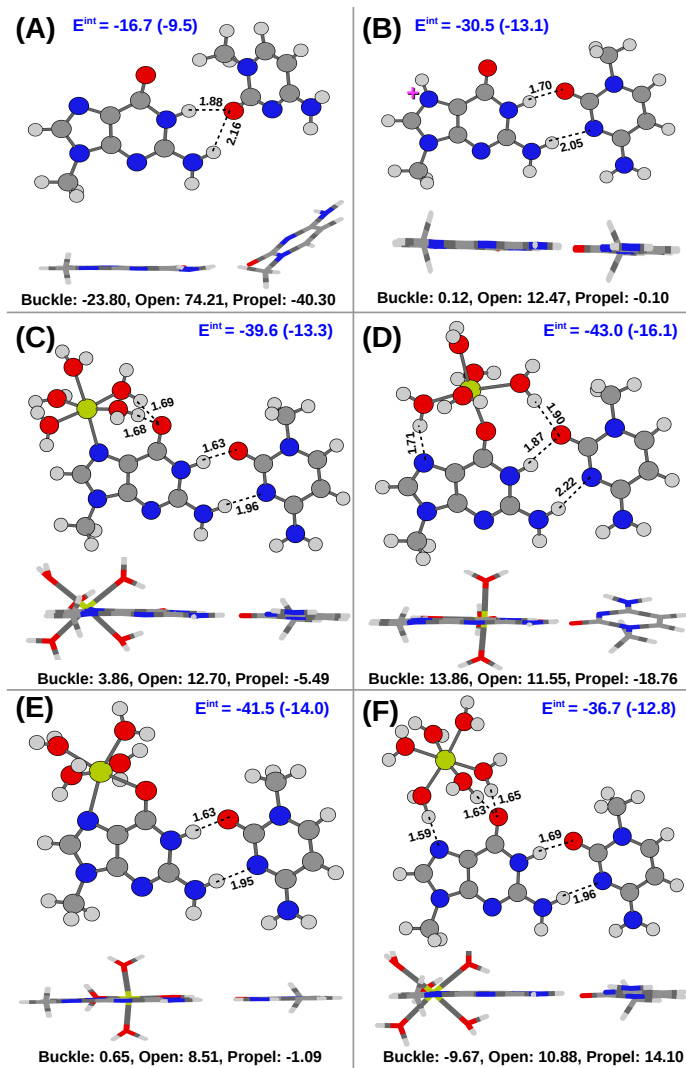 (A)
E^int = -16.7 (-9.5)
1.88
2.16
Buckle: -23.80, Open: 74.21, Propel: -40.30
(B)
E^int = -30.5 (-13.1)
+
1.70
2.05
Buckle: 0.12, Open: 12.47, Propel: -0.10
(C)
E^int = -39.6 (-13.3)
1.69
1.68
1.63
1.96
Buckle: 3.86, Open: 12.70, Propel: -5.49
(D)
E^int = -43.0 (-16.1)
1.90
1.71
1.87
2.22
Buckle: 13.86, Open: 11.55, Propel: -18.76
(E)
E^int = -41.5 (-14.0)
1.63
1.95
Buckle: 0.65, Open: 8.51, Propel: -1.09
(F)
E^int = -36.7 (-12.8)
1.65
1.63
1.59
1.69
1.96
Buckle: -9.67, Open: 10.88, Propel: 14.10